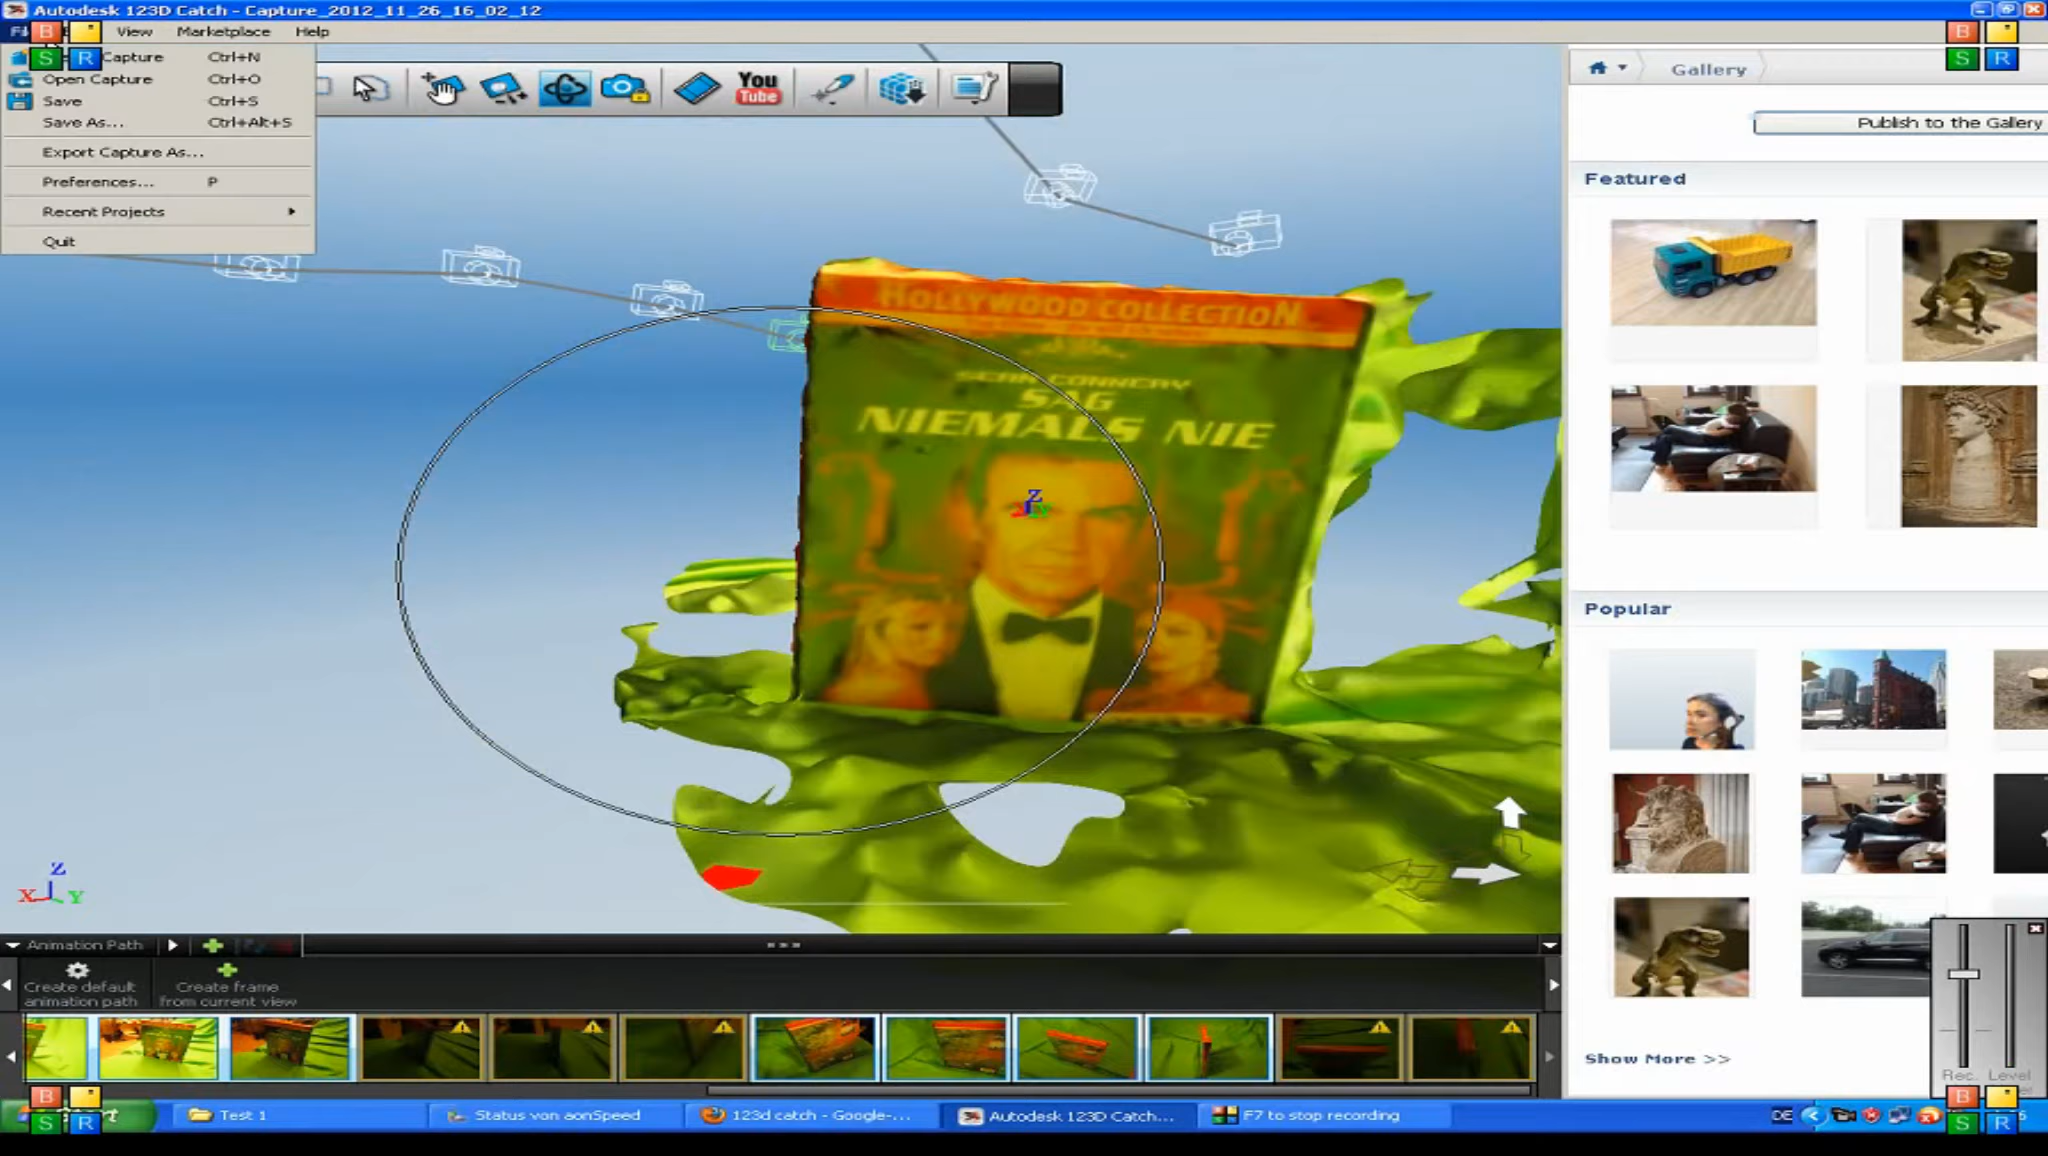 Autodesk 123D Catch - Capture_2012_11_26_16_02_12
View Marketplace Help
Capture Ctrl+N
Open Capture Ctrl+O
Save Ctrl+S
Save As... Ctrl+Alt+S
Export Capture As...
Preferences... P
Recent Projects
Quit
B
S R
B
S R
You
Tube
Gallery
Publish to the Gallery
Featured
Popular
Show More >>
HOLLYWOOD COLLECTION
SEAN CONNERY
SAG
NIEMALS NIE
Z
Z
X Y
Animation Path
Create default
animation path
Create frame
from current view
Rec. Level
B
S R
Test 1
Status von aonSpeed
123d catch - Google-...
Autodesk 123D Catch...
F7 to stop recording
DE
B
S R